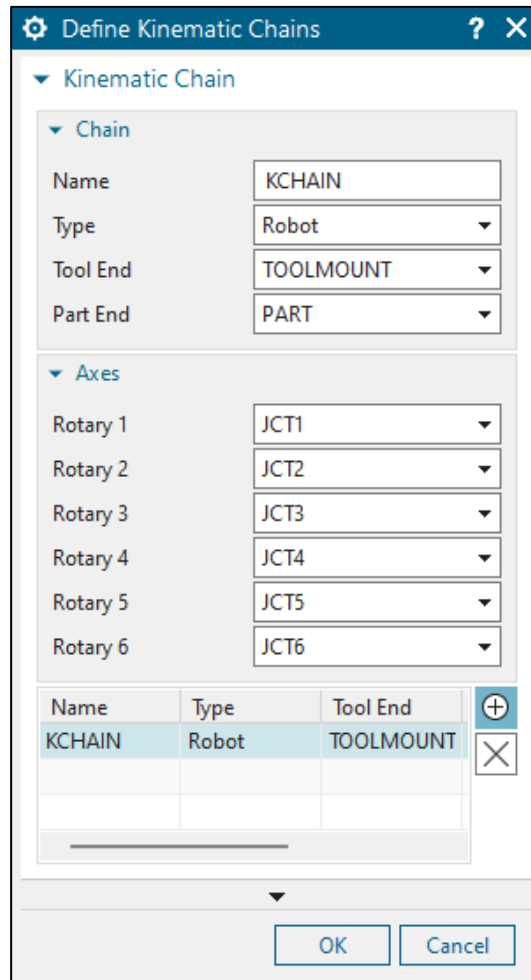 Define Kinematic Chains ?
Kinematic Chain
Chain
Name KCHAIN
Type Robot
Tool End TOOLMOUNT
Part End PART
Axes
Rotary 1 JCT1
Rotary 2 JCT2
Rotary 3 JCT3
Rotary 4 JCT4
Rotary 5 JCT5
Rotary 6 JCT6
Name Type Tool End
KCHAIN Robot TOOLMOUNT
OK Cancel